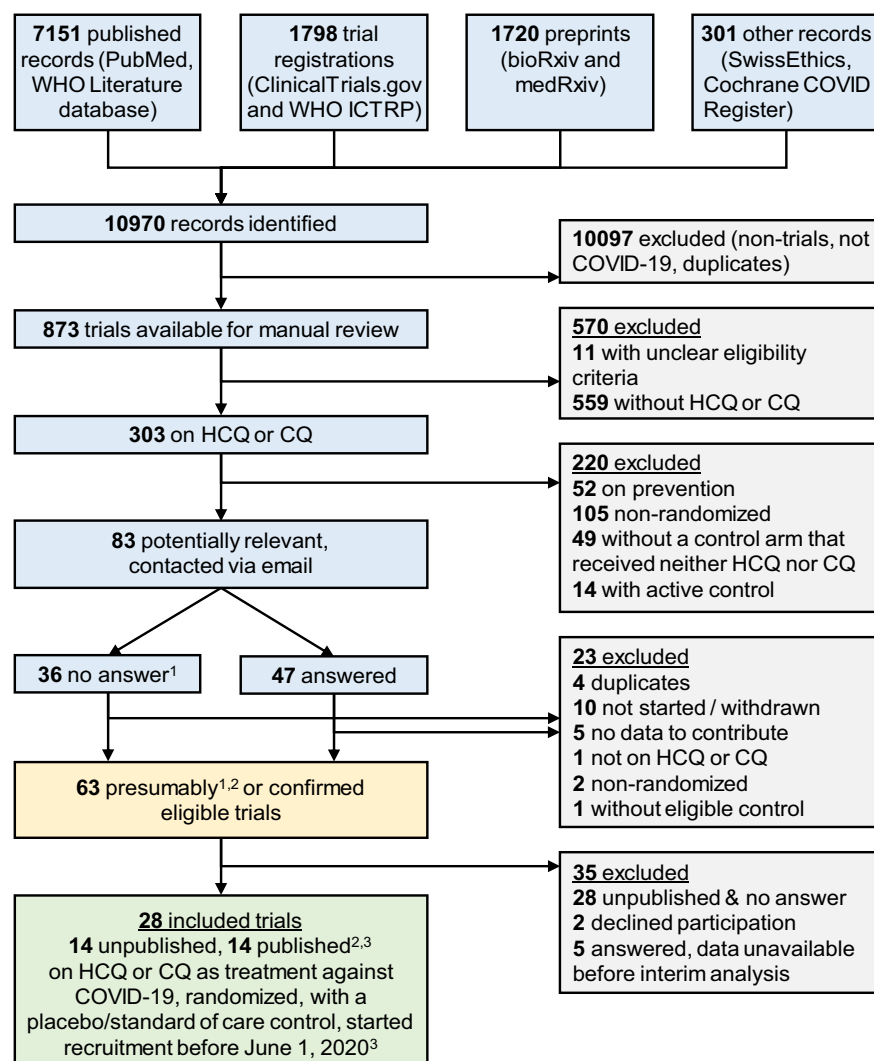 7151 published
records (PubMed,
WHO Literature
database)
1798 trial
registrations
(ClinicalTrials.gov
and WHO ICTRP)
1720 preprints
(bioRxiv and
medRxiv)
301 other records
(SwissEthics,
Cochrane COVID
Register)
10970 records identified
10097 excluded (non-trials, not
COVID-19, duplicates)
873 trials available for manual review
570 excluded
11 with unclear eligibility
criteria
559 without HCQ or CQ
303 on HCQ or CQ
220 excluded
52 on prevention
105 non-randomized
49 without a control arm that
received neither HCQ nor CQ
14 with active control
83 potentially relevant,
contacted via email
36 no answer¹
47 answered
23 excluded
4 duplicates
10 not started / withdrawn
5 no data to contribute
1 not on HCQ or CQ
2 non-randomized
1 without eligible control
63 presumably¹,² or confirmed
eligible trials
35 excluded
28 unpublished & no answer
2 declined participation
5 answered, data unavailable
before interim analysis
28 included trials
14 unpublished, 14 published²,³
on HCQ or CQ as treatment against
COVID-19, randomized, with a
placebo/standard of care control, started
recruitment before June 1, 2020³